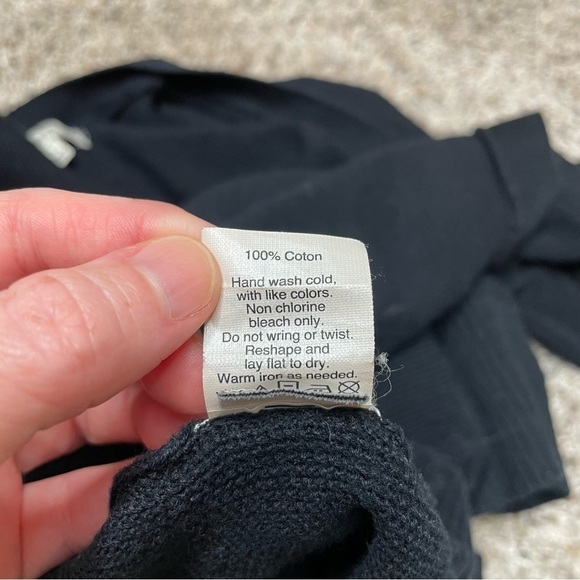 100% Coton
Hand wash cold,
with like colors.
Non chlorine
bleach only.
Do not wring or twist.
Reshape and
lay flat to dry.
Warm iron as needed.